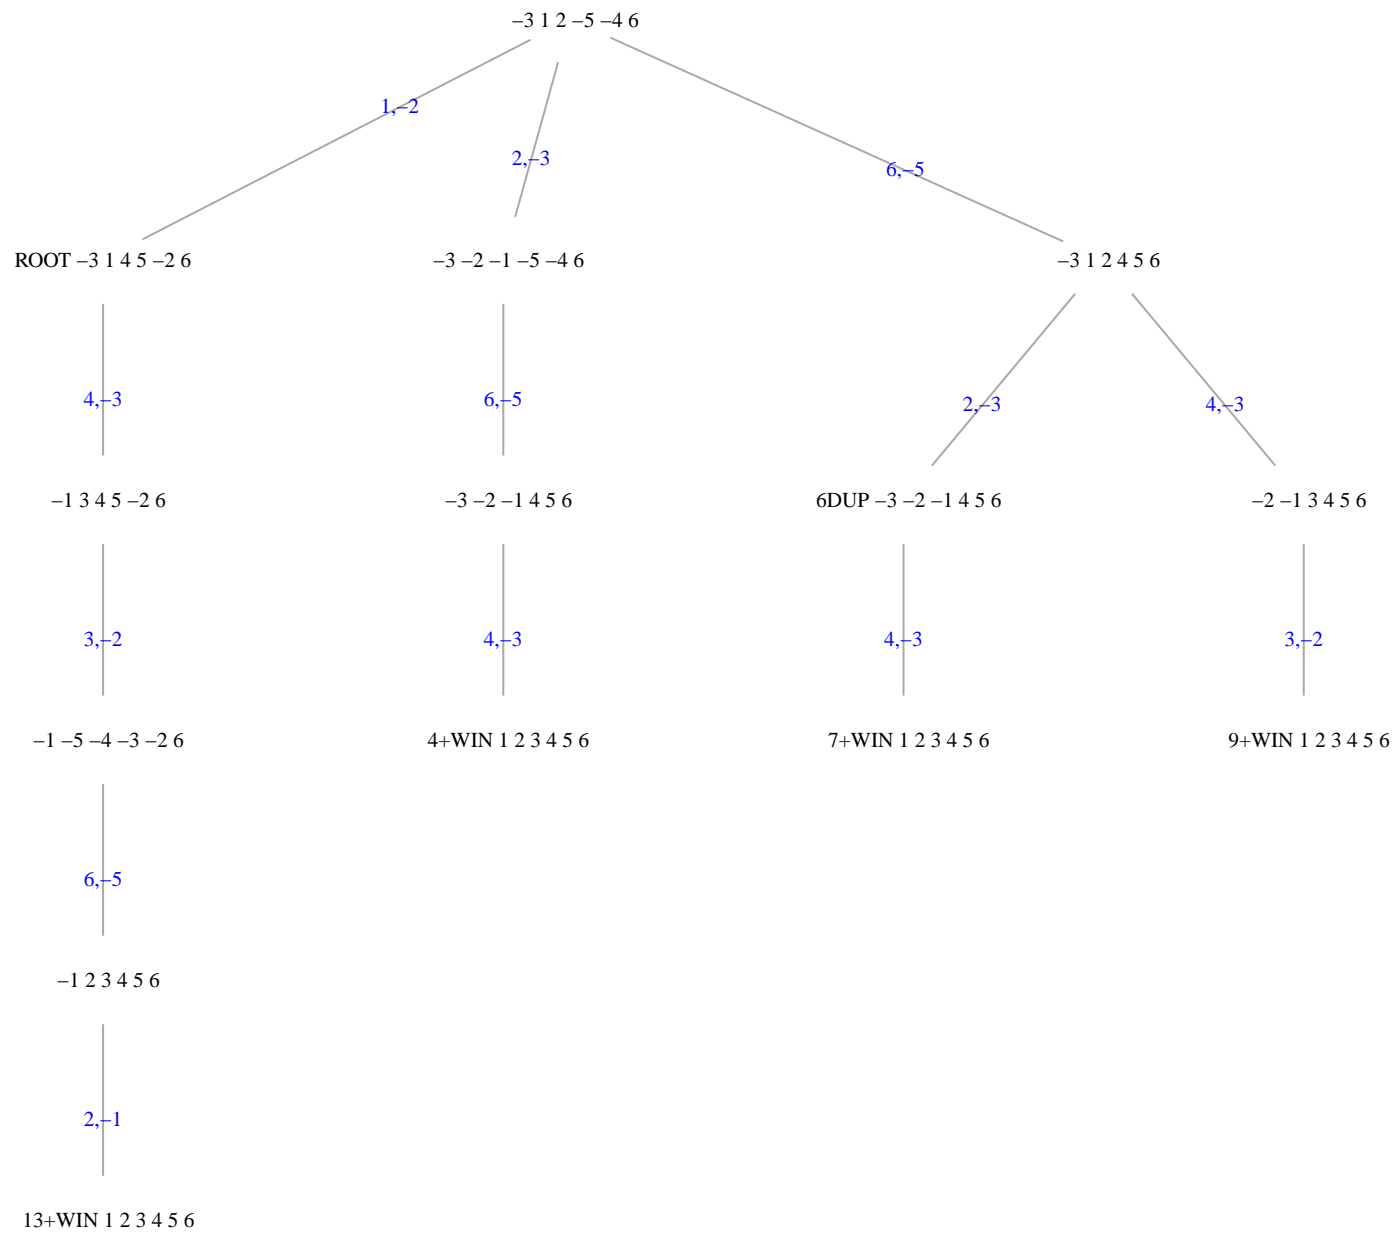 –3 1 2 –5 –4 6
1,–2
2,–3
6,–5
ROOT –3 1 4 5 –2 6
–3 –2 –1 –5 –4 6
–3 1 2 4 5 6
4,–3
6,–5
2,–3
4,–3
–1 3 4 5 –2 6
–3 –2 –1 4 5 6
6DUP –3 –2 –1 4 5 6
–2 –1 3 4 5 6
3,–2
4,–3
4,–3
3,–2
–1 –5 –4 –3 –2 6
4+WIN 1 2 3 4 5 6
7+WIN 1 2 3 4 5 6
9+WIN 1 2 3 4 5 6
6,–5
–1 2 3 4 5 6
2,–1
13+WIN 1 2 3 4 5 6